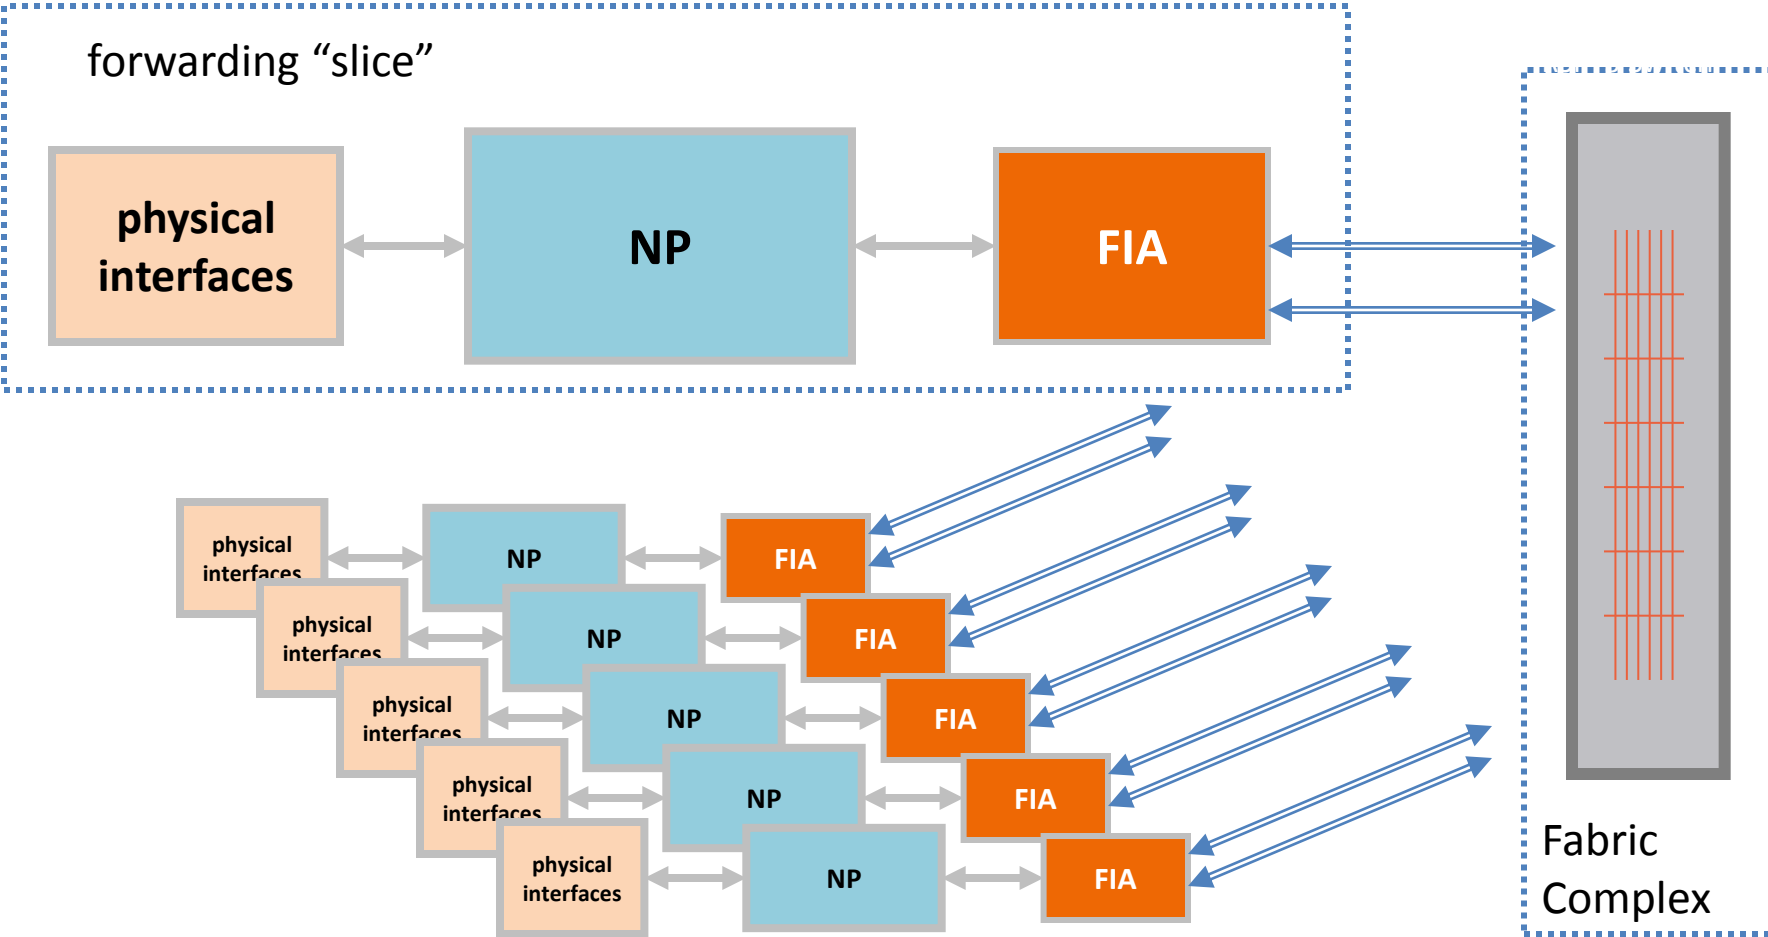 forwarding “slice”
physical
interfaces
NP
FIA
physical
interfaces
NP
FIA
physical
interfaces
NP
FIA
physical
interfaces
NP
FIA
physical
interfaces
NP
FIA
physical
interfaces
NP
FIA
Fabric
Complex